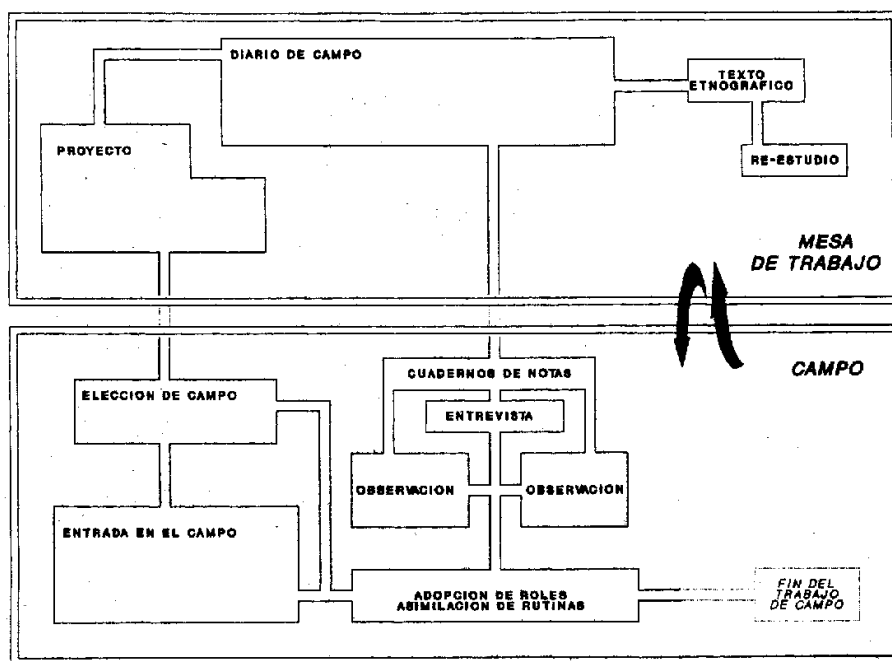 DIARIO DE CAMPO
TEXTO
ETNOGRAFICO
PROYECTO
RE-ESTUDIO
MESA
DE TRABAJO
CUADERNOS DE NOTAS
CAMPO
ELECCION DE CAMPO
ENTREVISTA
OBSERVACION
OBSERVACION
ENTRADA EN EL CAMPO
ADOPCION DE ROLES
ASIMILACION DE RUTINAS
FIN DEL
TRABAJO
DE CAMPO